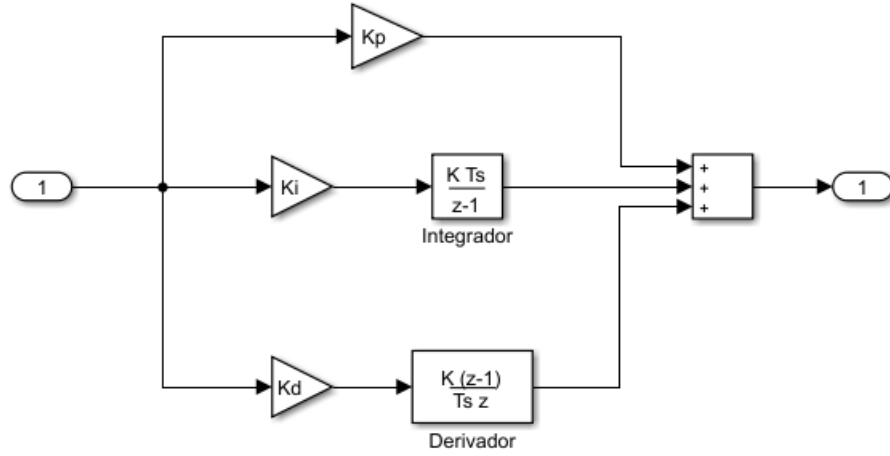 Kp
1
Ki
K Ts
z-1
Integrador
+
+
+
1
Kd
K (z-1)
Ts z
Derivador